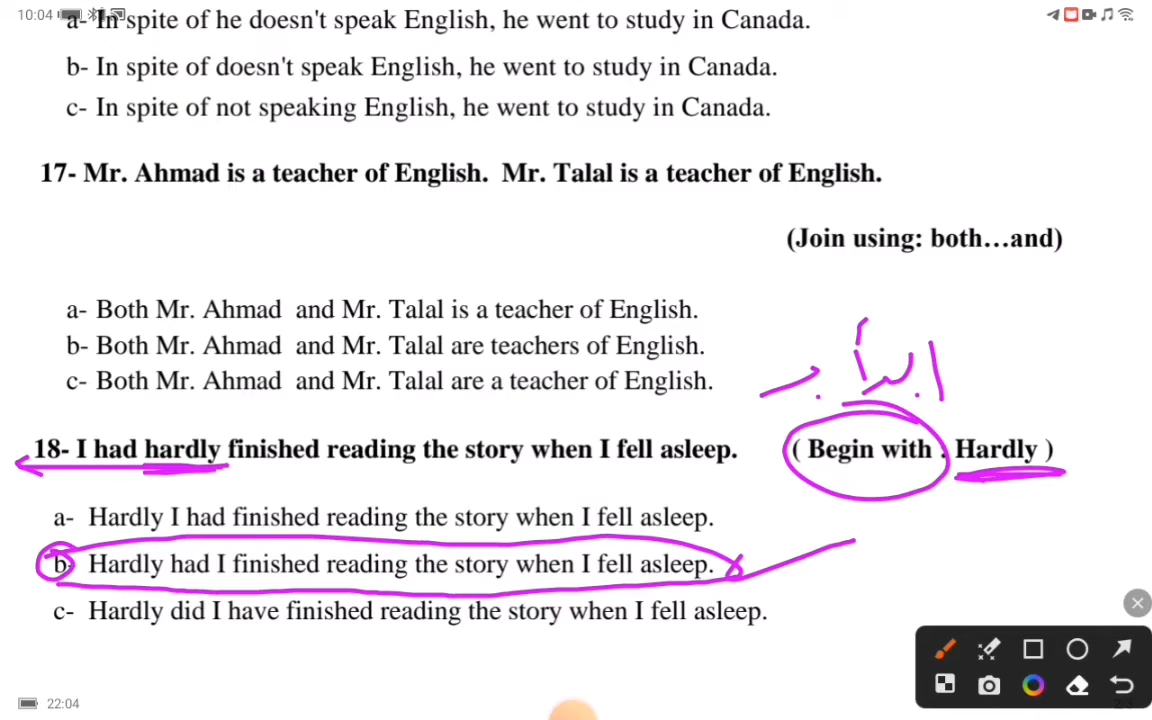 10:04
a- In spite of he doesn't speak English, he went to study in Canada.
b- In spite of doesn't speak English, he went to study in Canada.
c- In spite of not speaking English, he went to study in Canada.
17- Mr. Ahmad is a teacher of English. Mr. Talal is a teacher of English.
(Join using: both…and)
a- Both Mr. Ahmad and Mr. Talal is a teacher of English.
b- Both Mr. Ahmad and Mr. Talal are teachers of English.
c- Both Mr. Ahmad and Mr. Talal are a teacher of English.
18- I had hardly finished reading the story when I fell asleep. ( Begin with : Hardly )
a- Hardly I had finished reading the story when I fell asleep.
b- Hardly had I finished reading the story when I fell asleep.
c- Hardly did I have finished reading the story when I fell asleep.
22:04